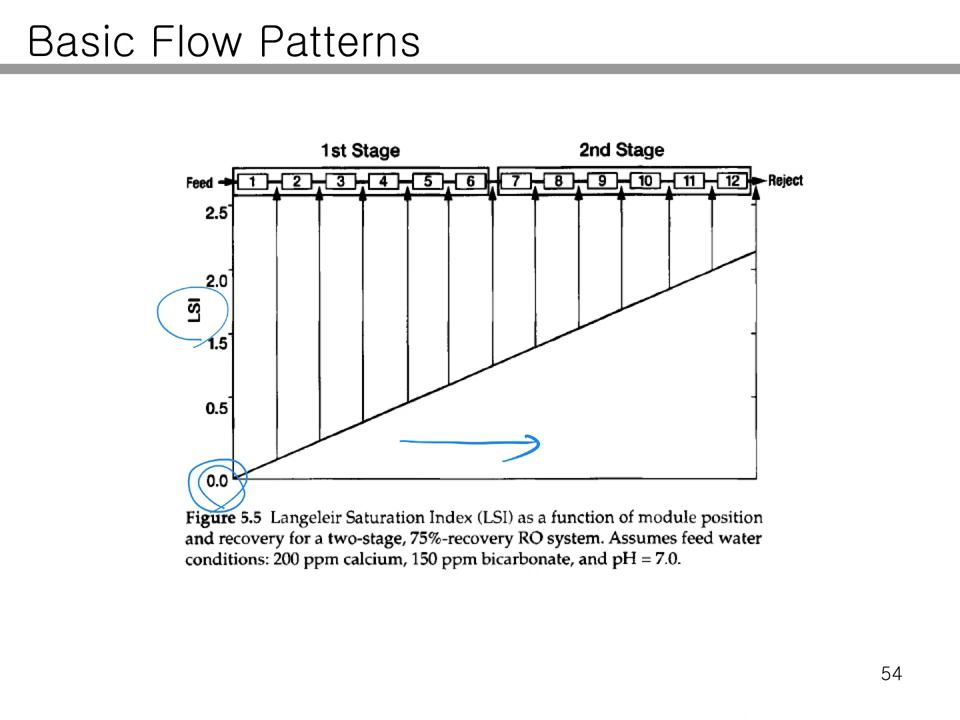 Basic Flow Patterns
1st Stage
2nd Stage
Feed 1 2 3 4 5 6 7 8 9 10 11 12 Reject
2.5
2.0
LSI
1.5
0.5
0.0
Figure 5.5 Langeleir Saturation Index (LSI) as a function of module position
and recovery for a two-stage, 75%-recovery RO system. Assumes feed water
conditions: 200 ppm calcium, 150 ppm bicarbonate, and pH = 7.0.
54